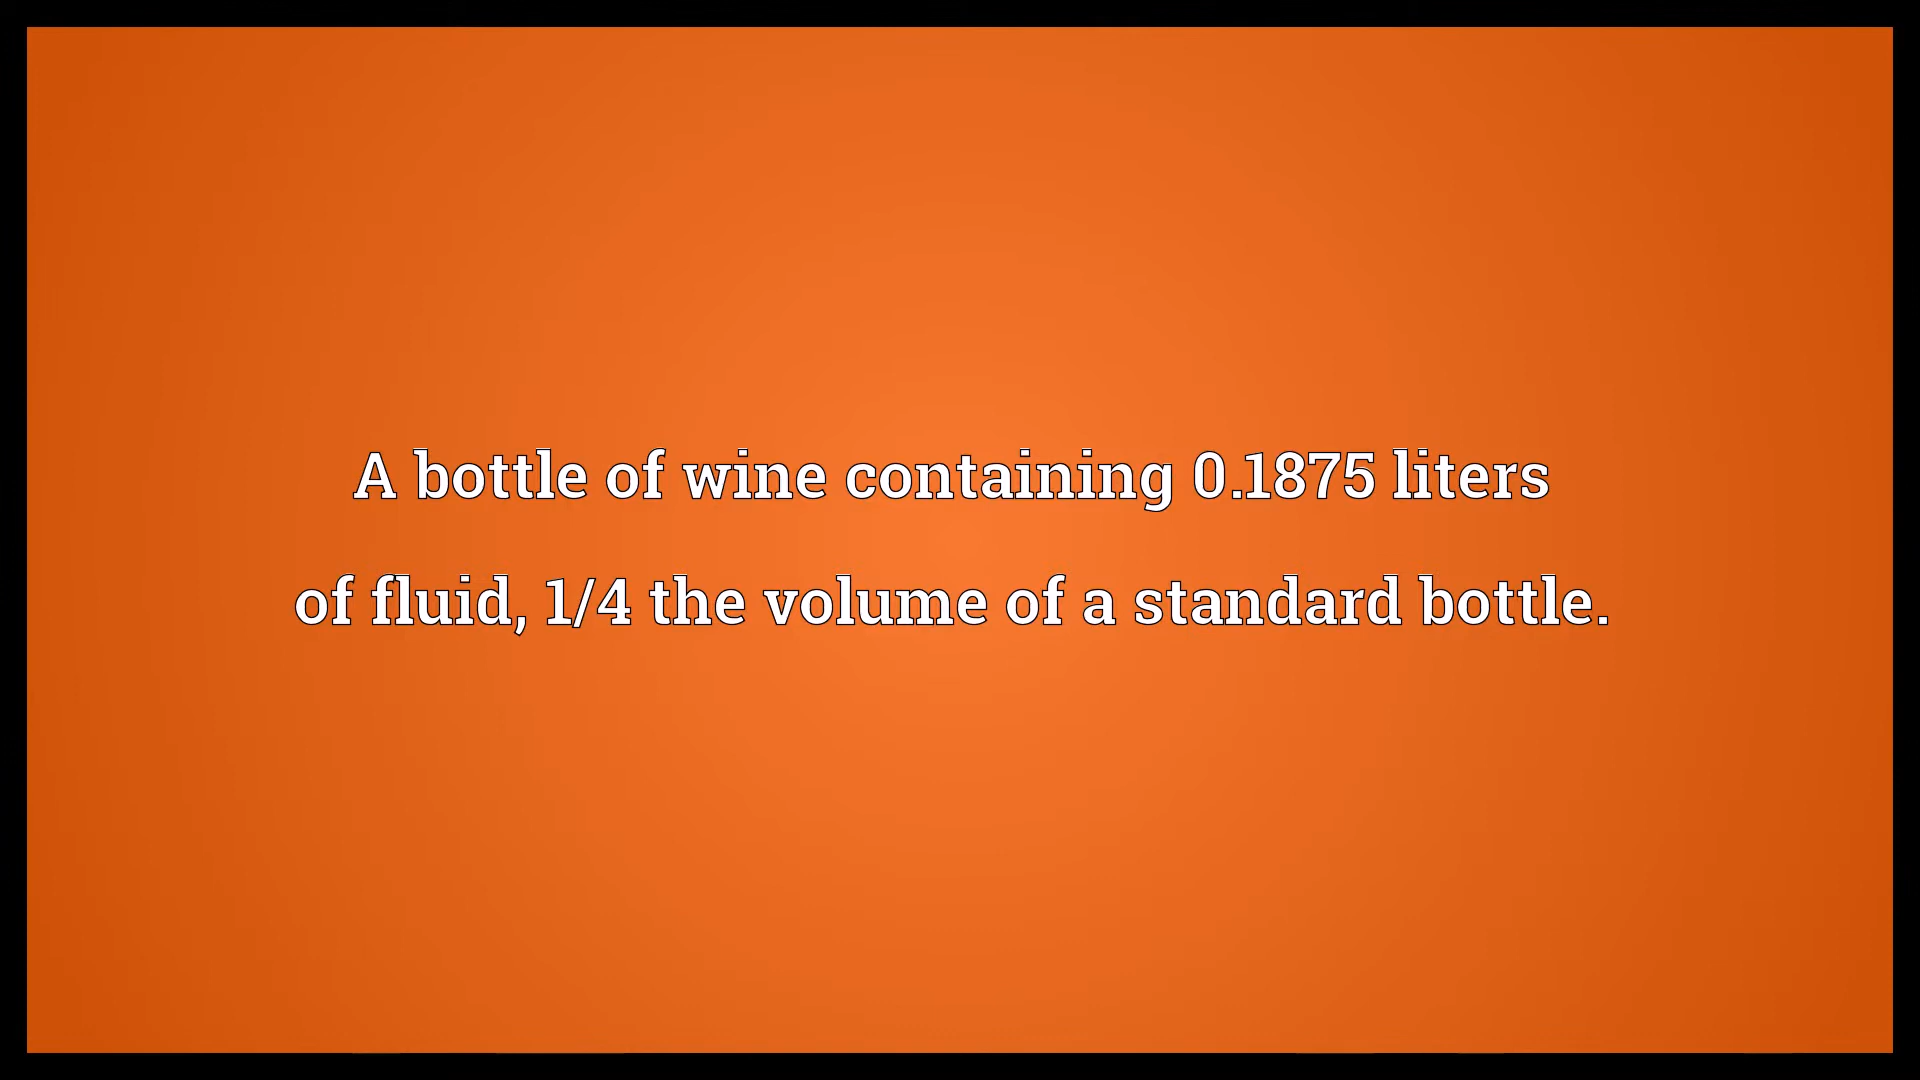 A bottle of wine containing 0.1875 liters
of fluid, 1/4 the volume of a standard bottle.